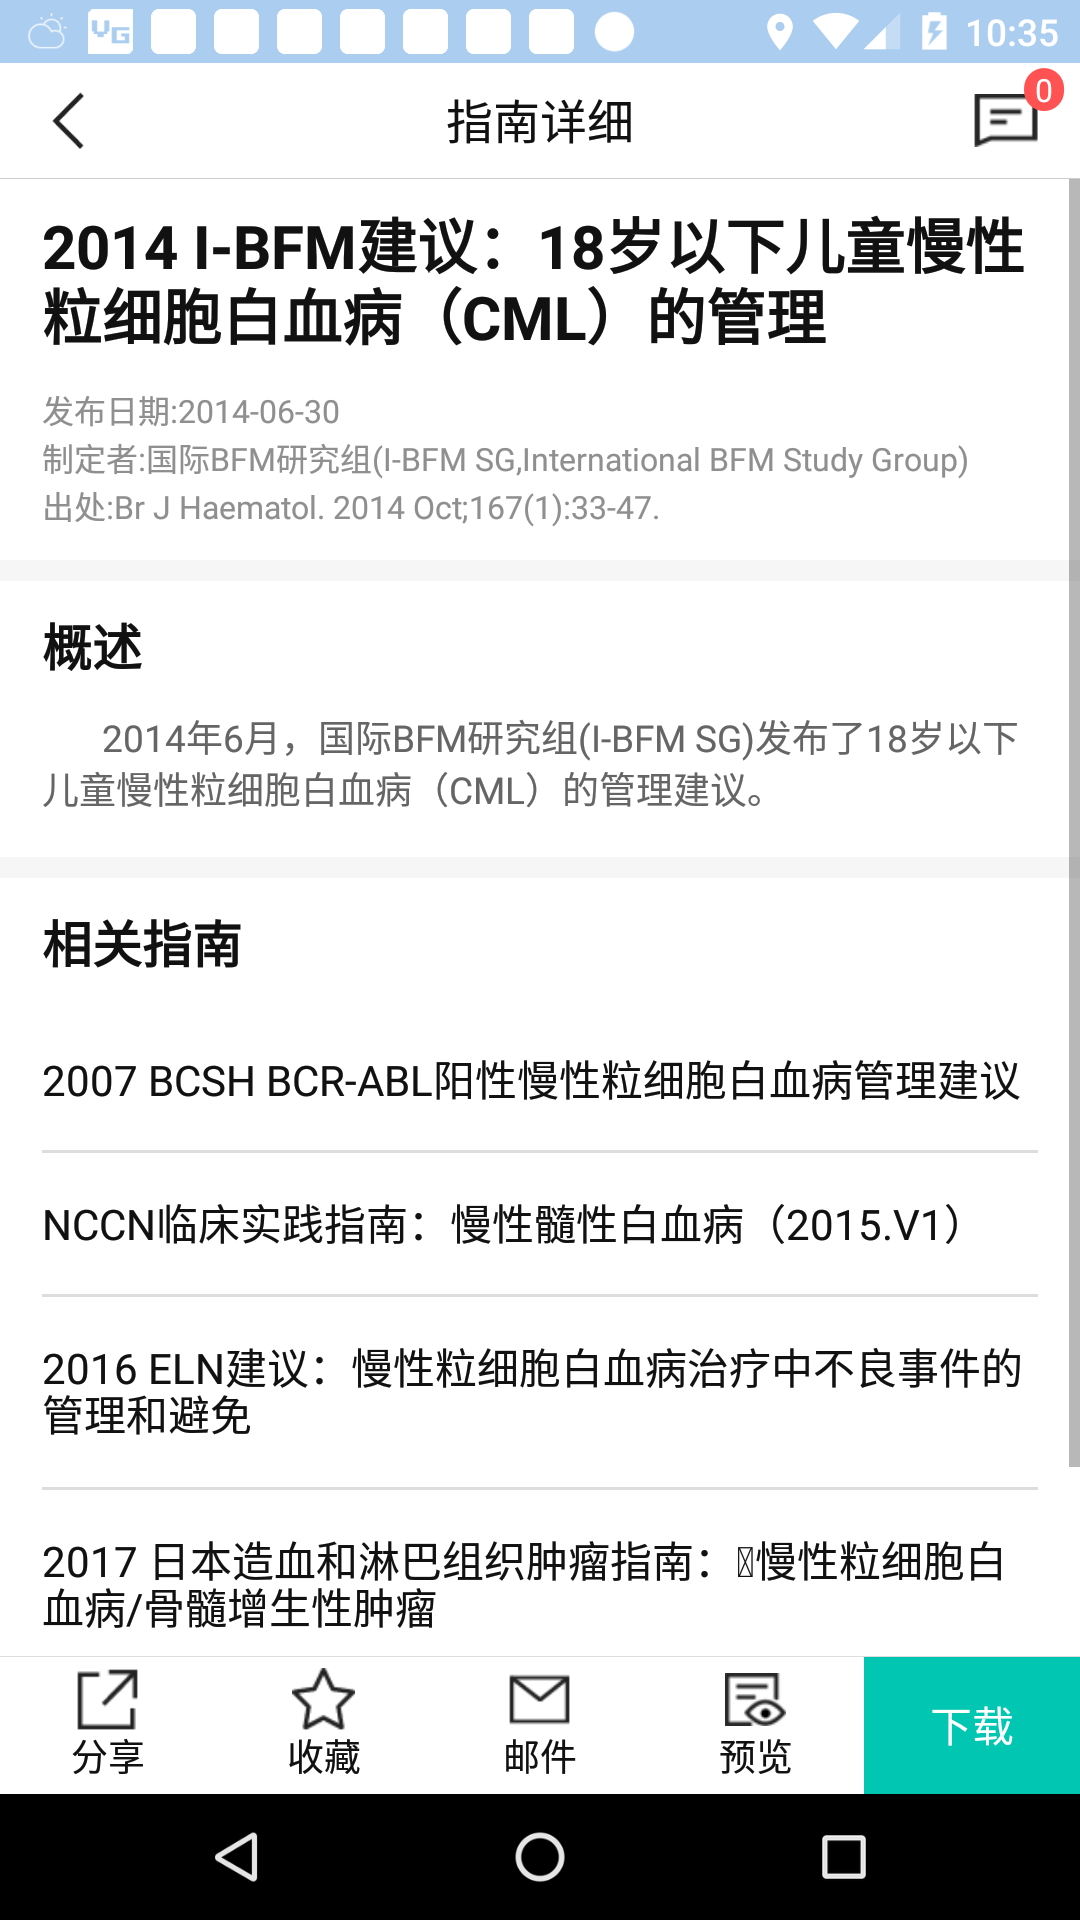 VG
10:35
指南详细
0
2014 I-BFM建议：18岁以下儿童慢性
粒细胞白血病（CML）的管理
发布日期:2014-06-30
制定者:国际BFM研究组(I-BFM SG,International BFM Study Group)
出处:Br J Haematol. 2014 Oct;167(1):33-47.
概述
2014年6月，国际BFM研究组(I-BFM SG)发布了18岁以下
儿童慢性粒细胞白血病（CML）的管理建议。
相关指南
2007 BCSH BCR-ABL阳性慢性粒细胞白血病管理建议
NCCN临床实践指南：慢性髓性白血病（2015.V1）
2016 ELN建议：慢性粒细胞白血病治疗中不良事件的
管理和避免
2017 日本造血和淋巴组织肿瘤指南：慢性粒细胞白
血病/骨髓增生性肿瘤
分享
收藏
邮件
预览
下载